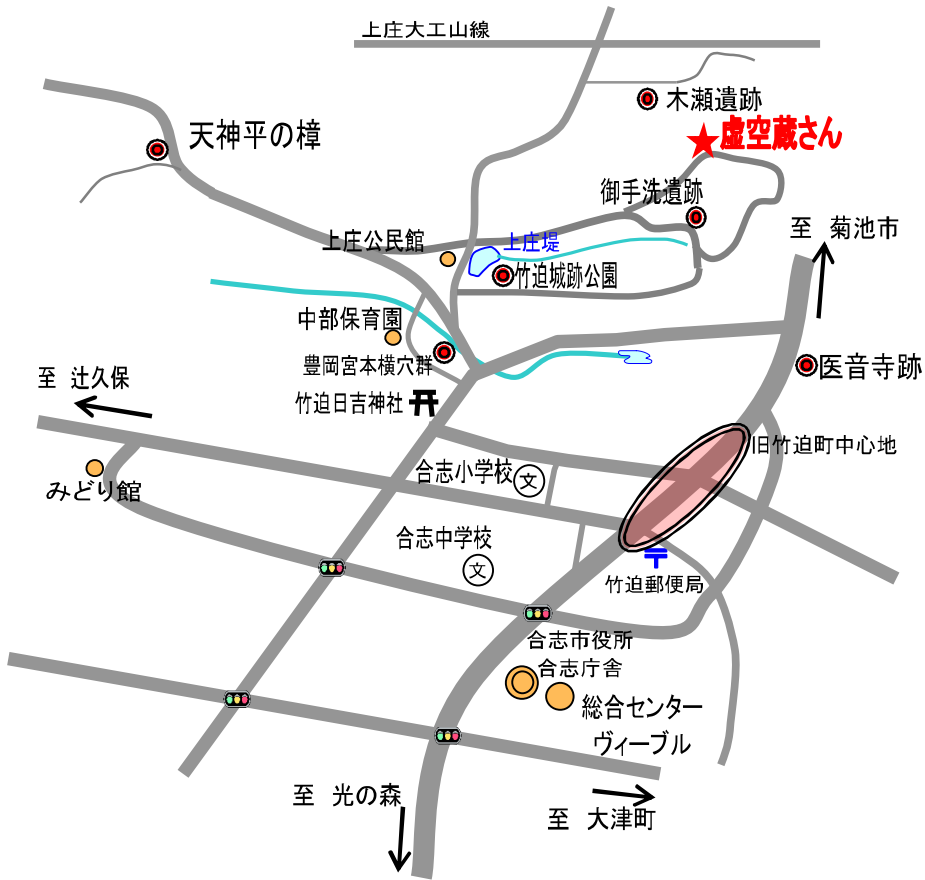 上庄大工山線
木瀬遺跡
虚空蔵さん
天神平の樟
御手洗遺跡
至 菊池市
上庄公民館
上庄堤
竹迫城跡公園
中部保育園
豊岡宮本横穴群
医音寺跡
至 辻久保
竹迫日吉神社
旧竹迫町中心地
合志小学校
文
みどり館
合志中学校
文
竹迫郵便局
合志市役所
合志庁舎
総合センター
ヴィーブル
至 光の森
至 大津町